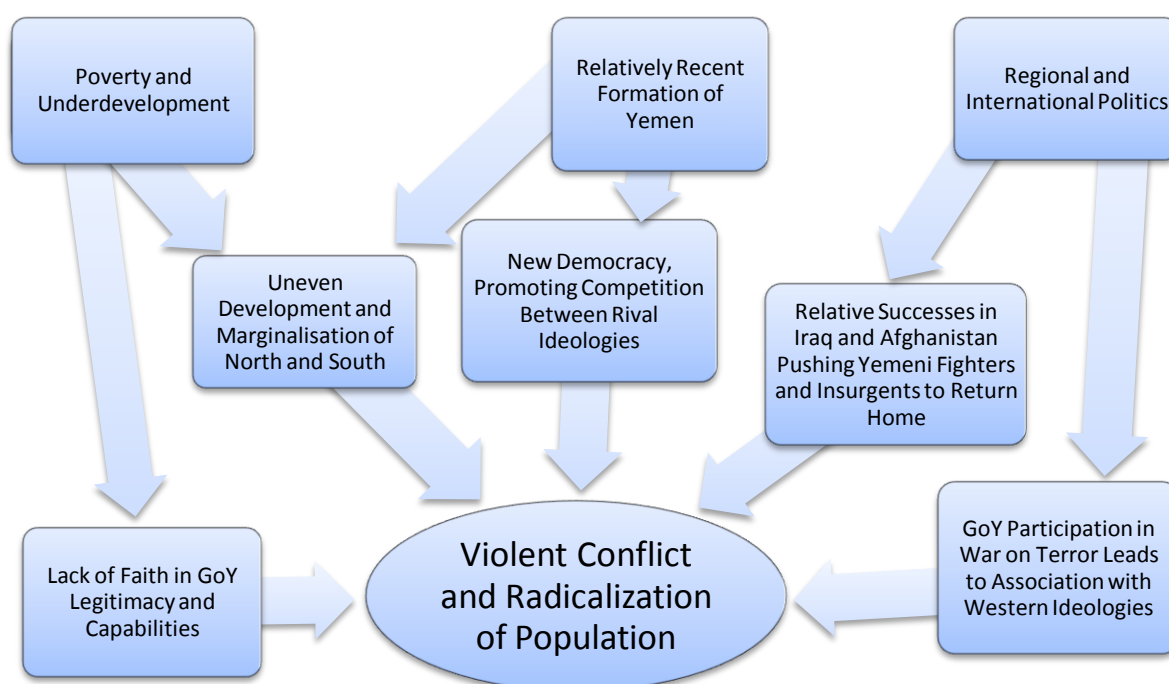 Poverty and
Underdevelopment
Relatively Recent
Formation of
Yemen
Regional and
International Politics
Uneven
Development and
Marginalisation of
North and South
New Democracy,
Promoting Competition
Between Rival
Ideologies
Relative Successes in
Iraq and Afghanistan
Pushing Yemeni Fighters
and Insurgents to Return
Home
Lack of Faith in GoY
Legitimacy and
Capabilities
Violent Conflict
and Radicalization
of Population
GoY Participation in
War on Terror Leads
to Association with
Western Ideologies